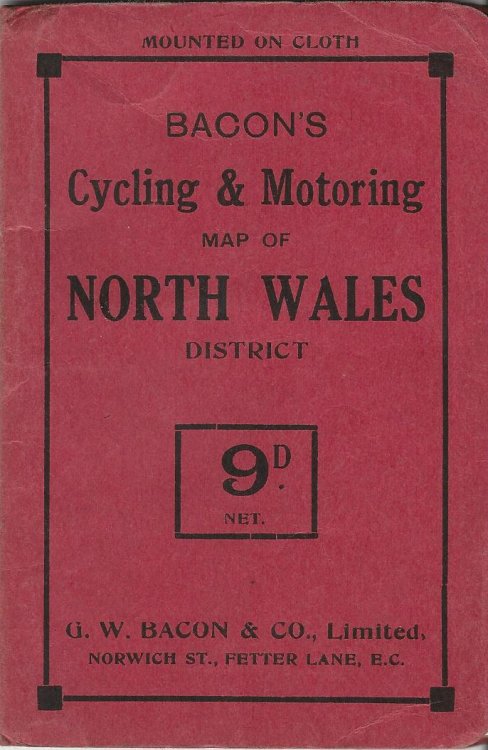 MOUNTED ON CLOTH
BACON'S
Cycling & Motoring
MAP OF
NORTH WALES
DISTRICT
9D.
NET.
G. W. BACON & CO., Limited,
NORWICH ST., FETTER LANE, E.C.